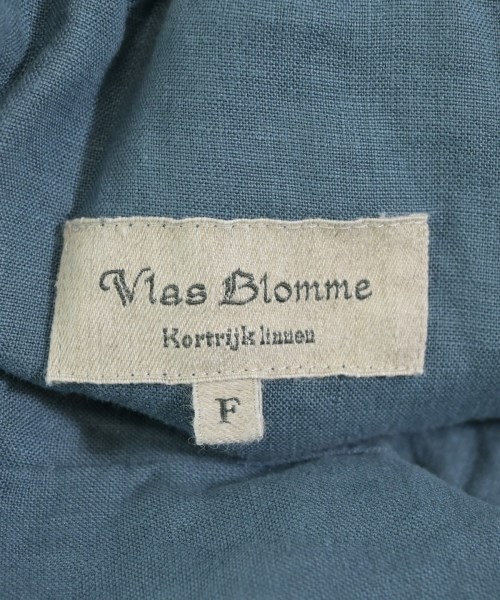 Vlas Blomme
Kortrijk linnen
F